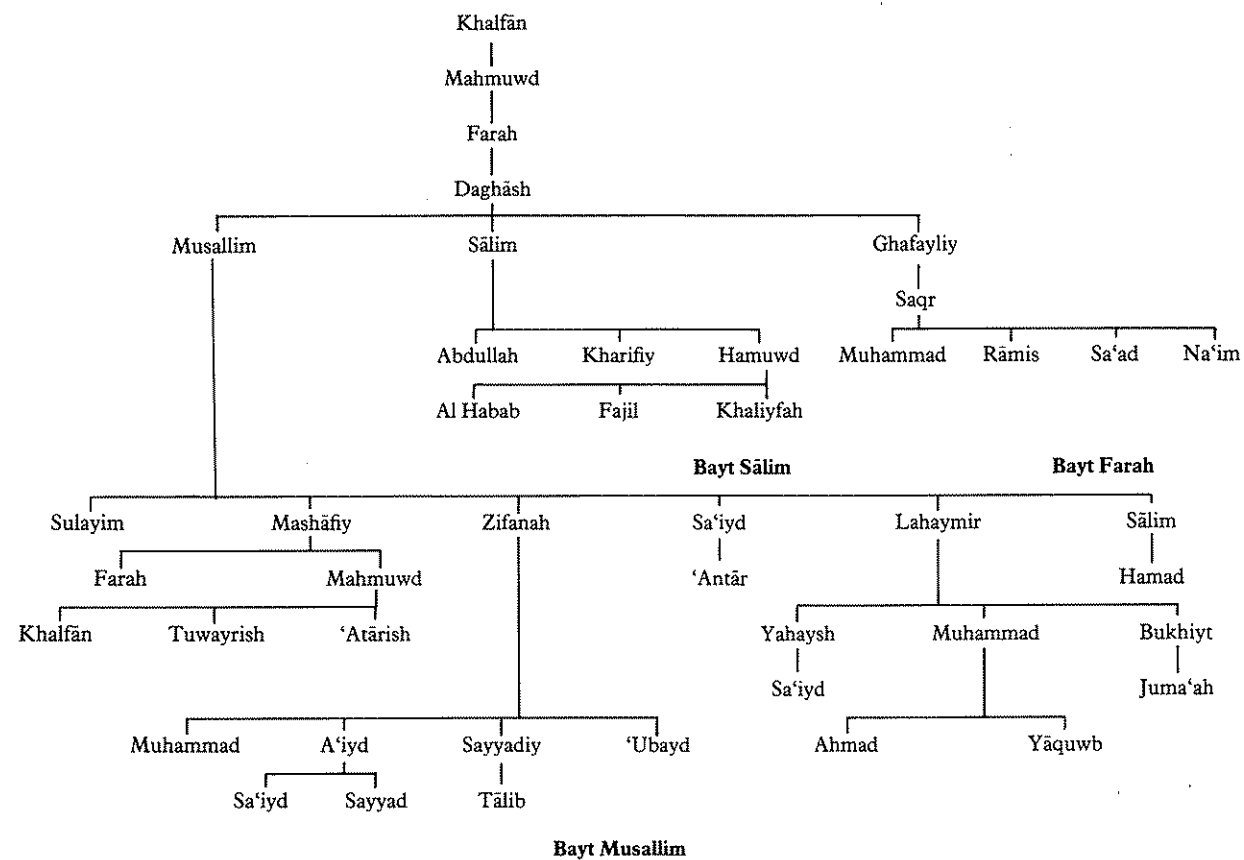 Khalfān
Mahmuwd
Farah
Daghāsh
Musallim Sālim Ghafayliy
Saqr
Abdullah Kharifiy Hamuwd Muhammad Rāmis Sa‘ad Na‘im
Al Habab Fajil Khaliyfah
Bayt Sālim Bayt Farah
Sulayim Mashāfiy Zifanah Sa‘iyd Lahaymir Sālim
Farah Mahmuwd ‘Antār Hamad
Khalfān Tuwayrish ‘Atārish Yahaysh Muhammad Bukhiyt
Sa‘iyd Juma‘ah
Muhammad A‘iyd Sayyadiy ‘Ubayd Ahmad Yāquwb
Sa‘iyd Sayyad Tālib
Bayt Musallim